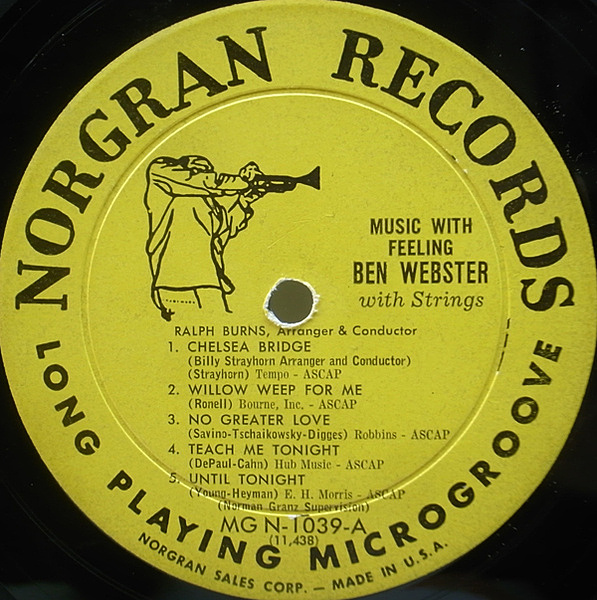 NORGRAN RECORDS
MUSIC WITH
FEELING
BEN WEBSTER
with Strings
RALPH BURNS, Arranger & Conductor
1. CHELSEA BRIDGE
(Billy Strayhorn Arranger and Conductor)
(Strayhorn) Tempo - ASCAP
2. WILLOW WEEP FOR ME
(Ronell) Bourne, Inc. - ASCAP
3. NO GREATER LOVE
(Savino-Tschaikowsky-Digges) Robbins - ASCAP
4. TEACH ME TONIGHT
(DePaul-Cahn) Hub Music - ASCAP
5. UNTIL TONIGHT
(Young-Heyman) E. H. Morris - ASCAP
(Norman Granz Supervision)
MG N-1039-A
(11,438)
LONG PLAYING MICROGROOVE
NORGRAN SALES CORP. — MADE IN U.S.A.